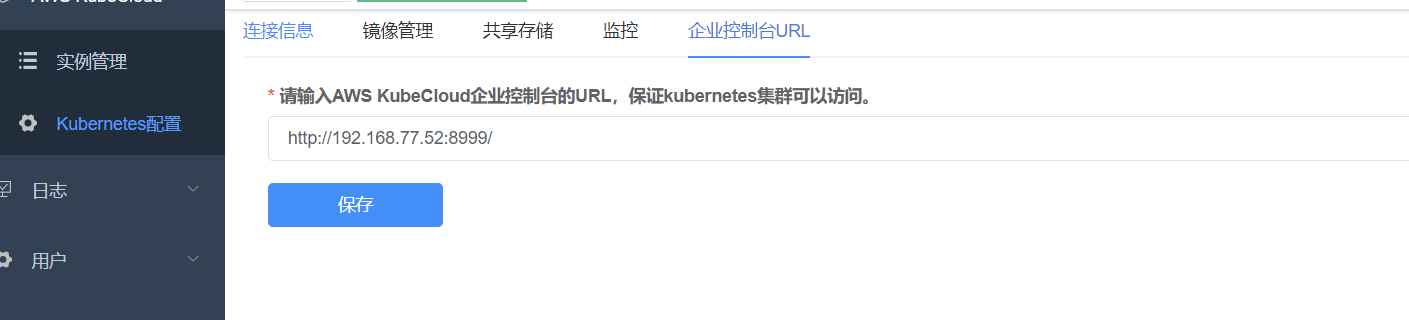 AWS KubeCloud
连接信息 镜像管理 共享存储 监控 企业控制台URL
实例管理
* 请输入AWS KubeCloud企业控制台的URL，保证kubernetes集群可以访问。
Kubernetes配置
http://192.168.77.52:8999/
日志
保存
用户